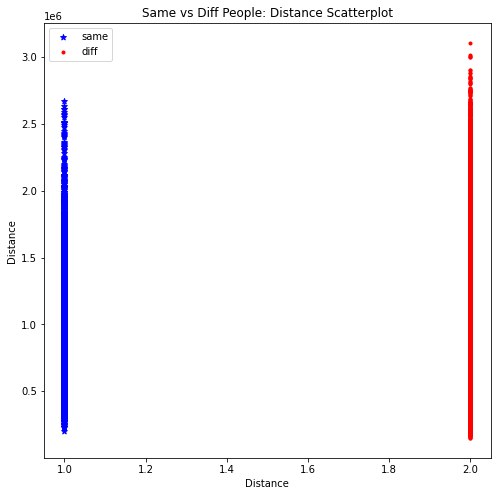 Same vs Diff People: Distance Scatterplot
1e6
same
diff
3.0
2.5
2.0
1.5
1.0
0.5
Distance
1.0 1.2 1.4 1.6 1.8 2.0
Distance